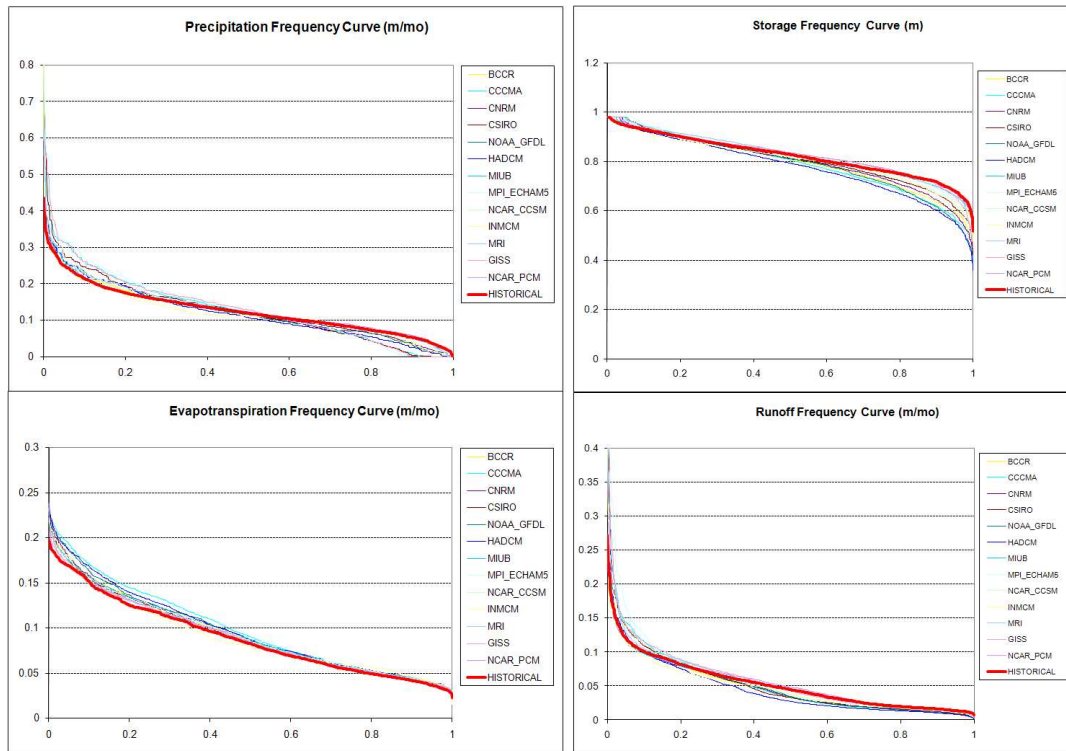 Precipitation Frequency Curve (m/mo)
0.8
0.7
0.6
0.5
0.4
0.3
0.2
0.1
0
0
0.2
0.4
0.6
0.8
1
BCCR
CCCMA
CNRM
CSIRO
NOAA_GFDL
HADCM
MIUB
MPI_ECHAM5
NCAR_CCSM
INMCM
MRI
GISS
NCAR_PCM
HISTORICAL
Storage Frequency Curve (m)
1.2
1
0.8
0.6
0.4
0.2
0
0
0.2
0.4
0.6
0.8
1
BCCR
CCCMA
CNRM
CSIRO
NOAA_GFDL
HADCM
MIUB
MPI_ECHAM5
NCAR_CCSM
INMCM
MRI
GISS
NCAR_PCM
HISTORICAL
Evapotranspiration Frequency Curve (m/mo)
0.3
0.25
0.2
0.15
0.1
0.05
0
0
0.2
0.4
0.6
0.8
1
BCCR
CCCMA
CNRM
CSIRO
NOAA_GFDL
HADCM
MIUB
MPI_ECHAM5
NCAR_CCSM
INMCM
MRI
GISS
NCAR_PCM
HISTORICAL
Runoff Frequency Curve (m/mo)
0.4
0.35
0.3
0.25
0.2
0.15
0.1
0.05
0
0
0.2
0.4
0.6
0.8
1
BCCR
CCCMA
CNRM
CSIRO
NOAA_GFDL
HADCM
MIUB
MPI_ECHAM5
NCAR_CCSM
INMCM
MRI
GISS
NCAR_PCM
HISTORICAL